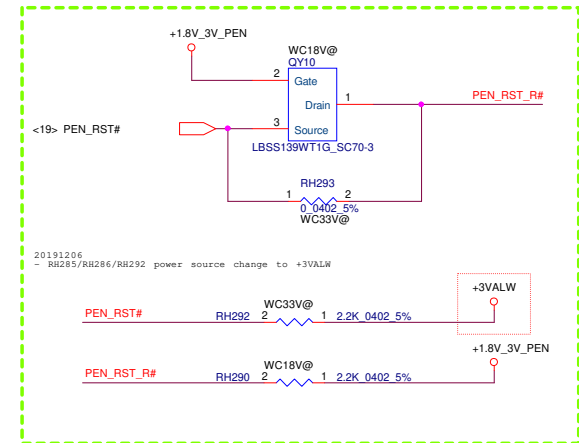 +1.8V_3V_PEN
WC18V@
QY10
2
Gate
1
Drain
PEN_RST_R#
<19> PEN_RST#
3
Source
LBSS139WT1G_SC70-3
RH293
1 2
0_0402_5%
WC33V@
20191206
- RH285/RH286/RH292 power source change to +3VALW
+3VALW
WC33V@
PEN_RST# RH292 2 1 2.2K_0402_5%
+1.8V_3V_PEN
WC18V@
PEN_RST_R# RH290 2 1 2.2K_0402_5%